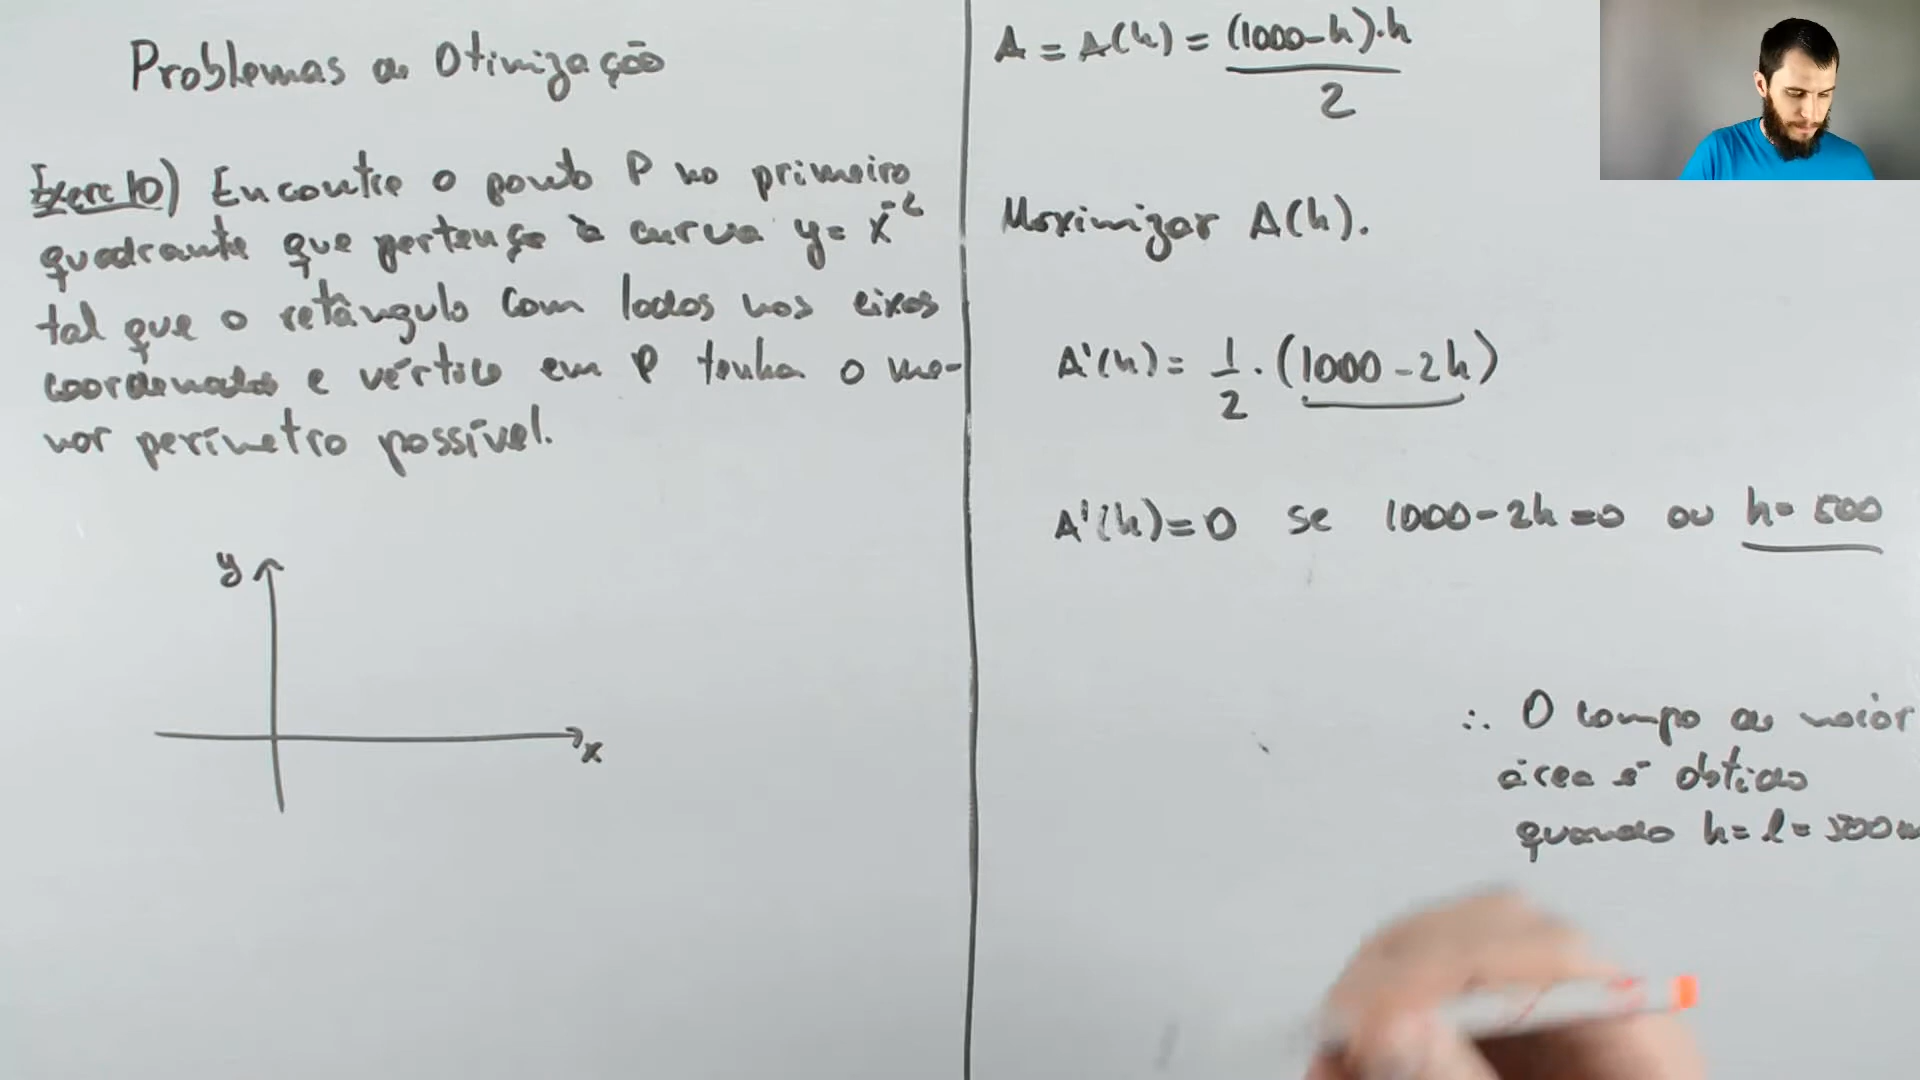 Problemas de Otimização
Exerc 10) Encontre o ponto P no primeiro
quadrante que pertença à curva y = x⁻²
tal que o retângulo com lados nos eixos
coordenados e vértice em P tenha o me-
nor perímetro possível.
y
x
A = A(h) = (1000-h).h
2
Maximizar A(h).
A'(h) = 1/2 . (1000 - 2h)
A'(h) = 0 se 1000 - 2h = 0 ou h = 500
∴ O campo de maior
área é obtido
quando h = l = 500m